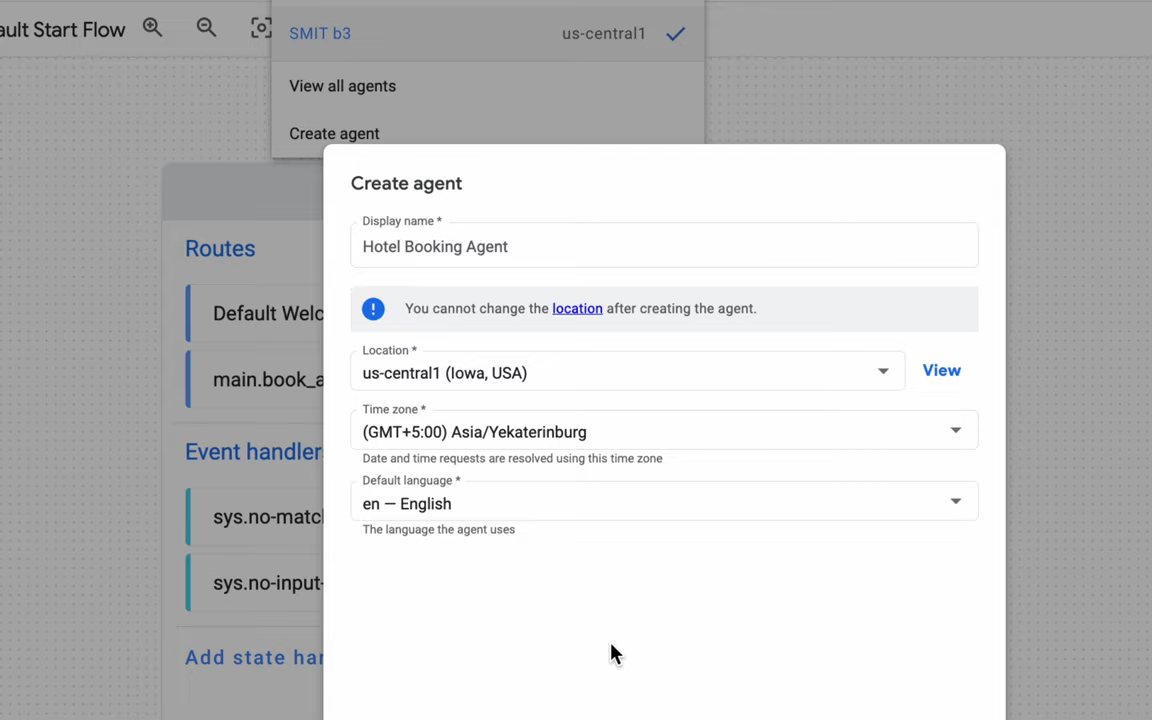 ault Start Flow
SMIT b3 us-central1
View all agents
Create agent
Routes
Default Welc
main.book_a
Event handler
sys.no-matc
sys.no-input-
Add state har
Create agent
Display name *
Hotel Booking Agent
You cannot change the location after creating the agent.
Location *
us-central1 (Iowa, USA)
View
Time zone *
(GMT+5:00) Asia/Yekaterinburg
Date and time requests are resolved using this time zone
Default language *
en — English
The language the agent uses